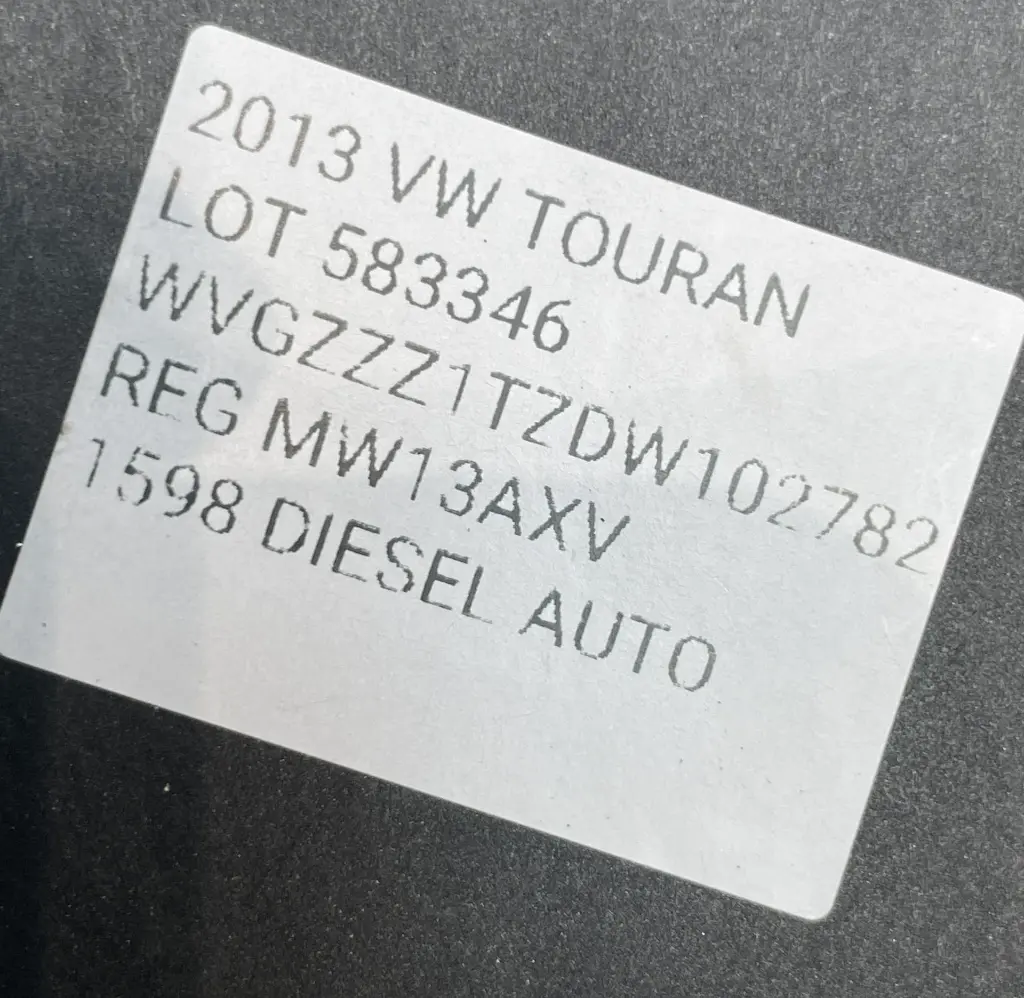 2013 VW TOURAN
LOT 583346
WVGZZZ1TZDW102782
REG MW13AXV
1598 DIESEL AUTO